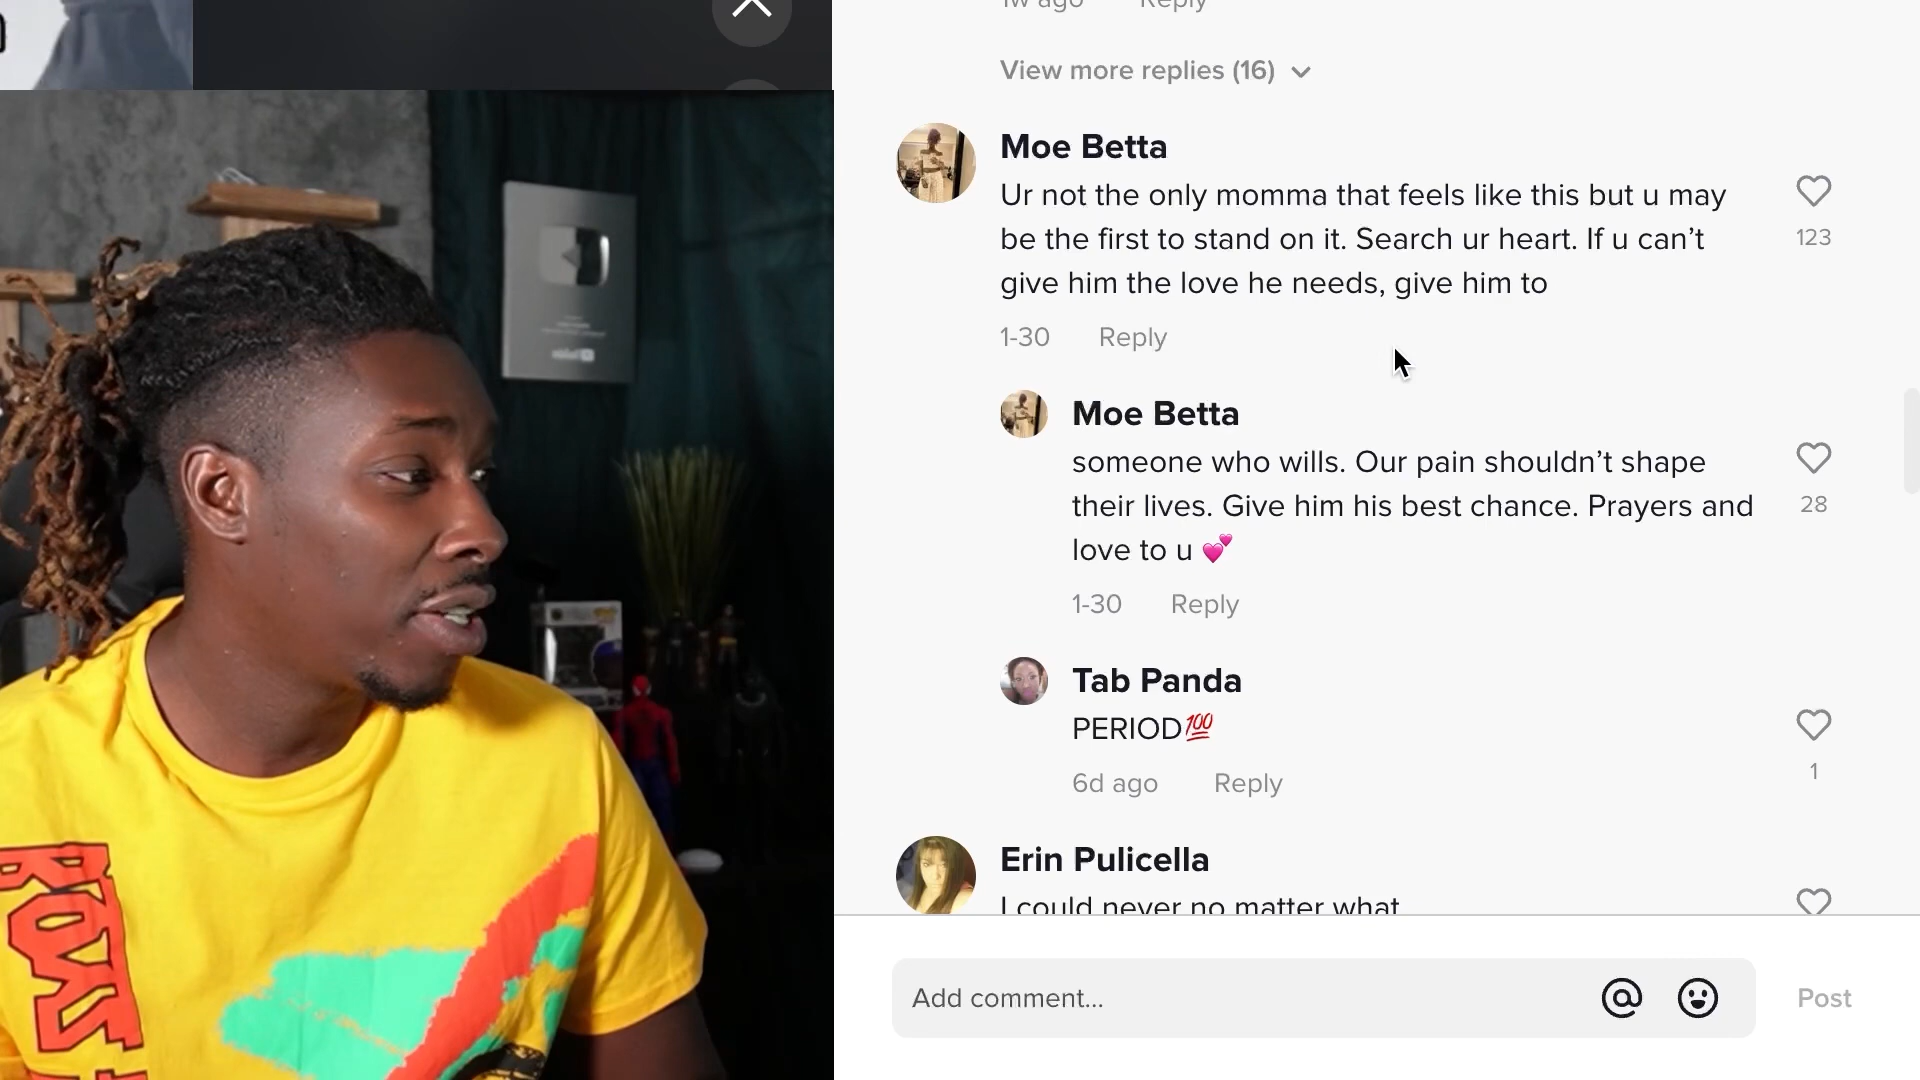 1w ago Reply
View more replies (16)
Moe Betta
Ur not the only momma that feels like this but u may
be the first to stand on it. Search ur heart. If u can’t
give him the love he needs, give him to
123
1-30 Reply
Moe Betta
someone who wills. Our pain shouldn’t shape
their lives. Give him his best chance. Prayers and
love to u 💕
28
1-30 Reply
Tab Panda
PERIOD💯
1
6d ago Reply
Erin Pulicella
I could never no matter what
Add comment...
Post